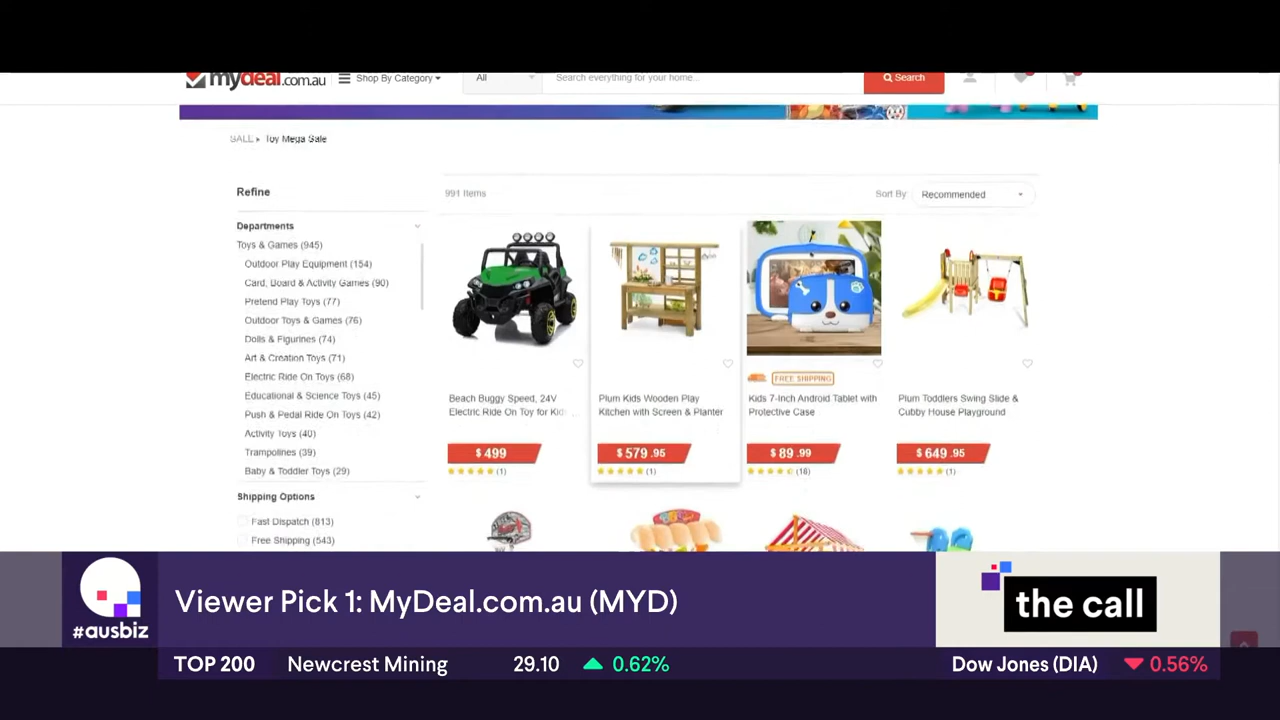 mydeal.com.au
Shop By Category
All
Search everything for your home...
Search
SALE ▸ Toy Mega Sale
Refine
991 Items
Sort By
Recommended
Departments
Toys & Games (945)
Outdoor Play Equipment (154)
Card, Board & Activity Games (90)
Pretend Play Toys (77)
Outdoor Toys & Games (76)
Dolls & Figurines (74)
Art & Creation Toys (71)
Electric Ride On Toys (68)
Educational & Science Toys (45)
Push & Pedal Ride On Toys (42)
Activity Toys (40)
Trampolines (39)
Baby & Toddler Toys (29)
Shipping Options
Fast Dispatch (813)
Free Shipping (543)
Beach Buggy Speed, 24V
Electric Ride On Toy for Kids...
$ 499
(1)
Plum Kids Wooden Play
Kitchen with Screen & Planter
$ 579.95
(1)
FREE SHIPPING
Kids 7-Inch Android Tablet with
Protective Case
$ 89.99
(16)
Plum Toddlers Swing Slide &
Cubby House Playground
$ 649.95
(1)
#ausbiz
Viewer Pick 1: MyDeal.com.au (MYD)
the call
TOP 200 Newcrest Mining 29.10 0.62% Dow Jones (DIA) 0.56%